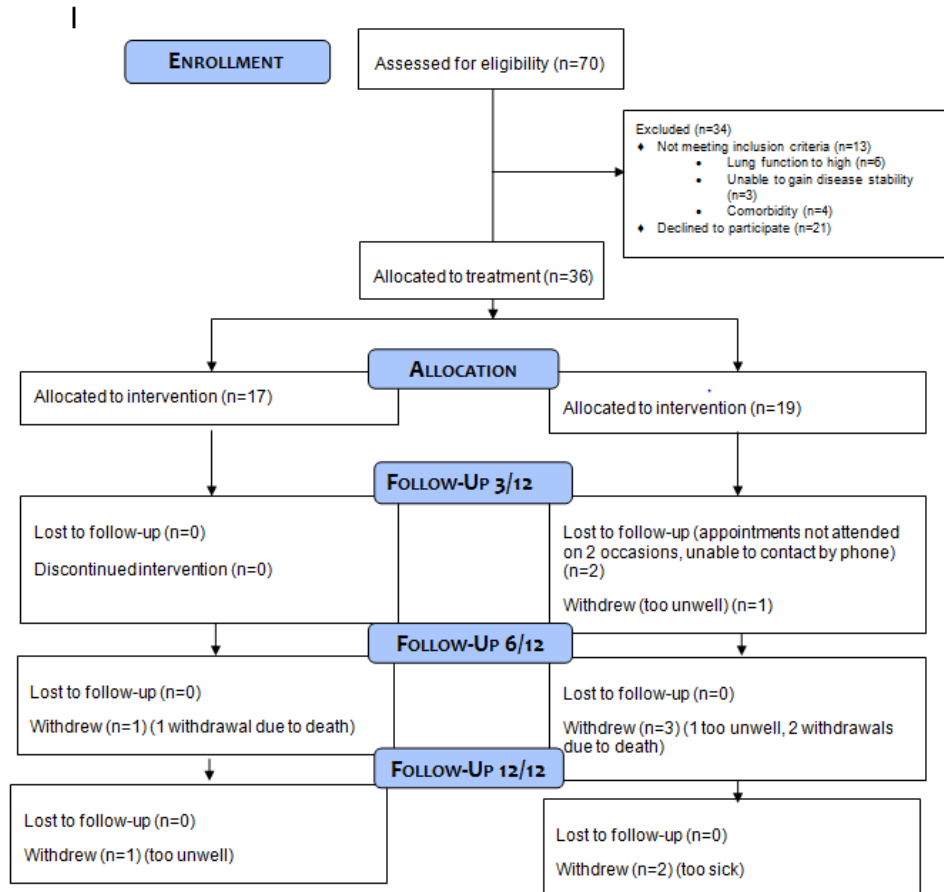 ENROLLMENT
Assessed for eligibility (n=70)
Excluded (n=34)
♦ Not meeting inclusion criteria (n=13)
• Lung function to high (n=6)
• Unable to gain disease stability
(n=3)
• Comorbidity (n=4)
♦ Declined to participate (n=21)
Allocated to treatment (n=36)
ALLOCATION
Allocated to intervention (n=17)
Allocated to intervention (n=19)
FOLLOW-UP 3/12
Lost to follow-up (n=0)
Discontinued intervention (n=0)
Lost to follow-up (appointments not attended
on 2 occasions, unable to contact by phone)
(n=2)
Withdrew (too unwell) (n=1)
FOLLOW-UP 6/12
Lost to follow-up (n=0)
Withdrew (n=1) (1 withdrawal due to death)
Lost to follow-up (n=0)
Withdrew (n=3) (1 too unwell, 2 withdrawals
due to death)
FOLLOW-UP 12/12
Lost to follow-up (n=0)
Withdrew (n=1) (too unwell)
Lost to follow-up (n=0)
Withdrew (n=2) (too sick)